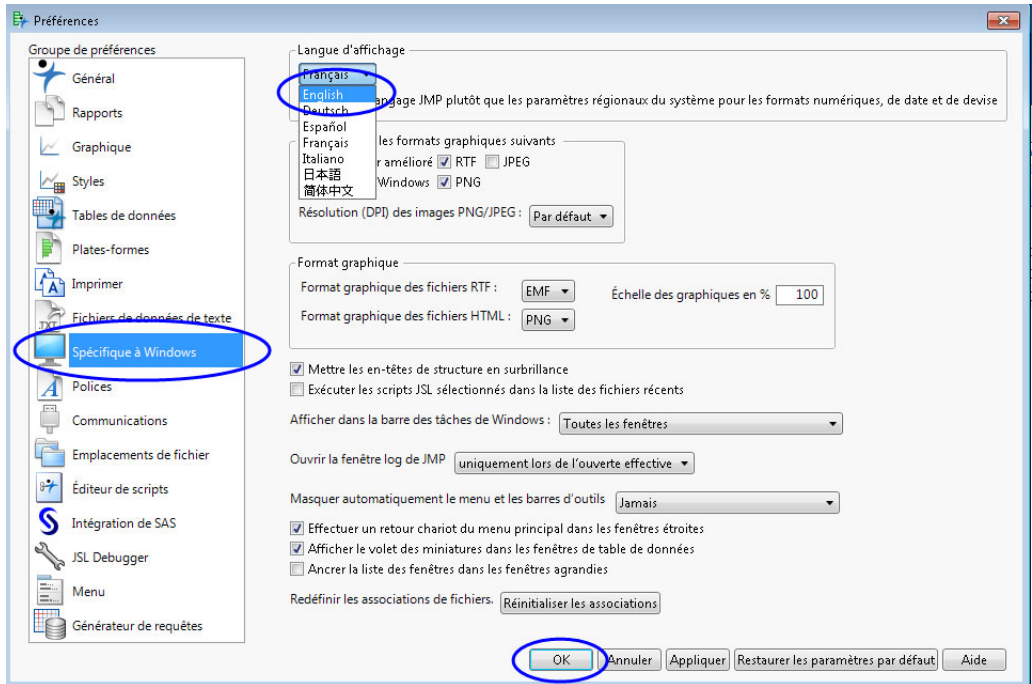 Préférences
Groupe de préférences
Général
Rapports
Graphique
Styles
Tables de données
Plates-formes
Imprimer
Fichiers de données de texte
Spécifique à Windows
Polices
Communications
Emplacements de fichier
Éditeur de scripts
Intégration de SAS
JSL Debugger
Menu
Générateur de requêtes
Langue d'affichage
Français
English
Deutsch
Español
Français
Italiano
日本語
简体中文
angage JMP plutôt que les paramètres régionaux du système pour les formats numériques, de date et de devise
les formats graphiques suivants
r amélioré RTF JPEG
Windows PNG
Résolution (DPI) des images PNG/JPEG : Par défaut
Format graphique
Format graphique des fichiers RTF : EMF Échelle des graphiques en % 100
Format graphique des fichiers HTML : PNG
Mettre les en-têtes de structure en surbrillance
Exécuter les scripts JSL sélectionnés dans la liste des fichiers récents
Afficher dans la barre des tâches de Windows : Toutes les fenêtres
Ouvrir la fenêtre log de JMP uniquement lors de l'ouverte effective
Masquer automatiquement le menu et les barres d'outils Jamais
Effectuer un retour chariot du menu principal dans les fenêtres étroites
Afficher le volet des miniatures dans les fenêtres de table de données
Ancrer la liste des fenêtres dans les fenêtres agrandies
Redéfinir les associations de fichiers. Réinitialiser les associations
OK Annuler Appliquer Restaurer les paramètres par défaut Aide